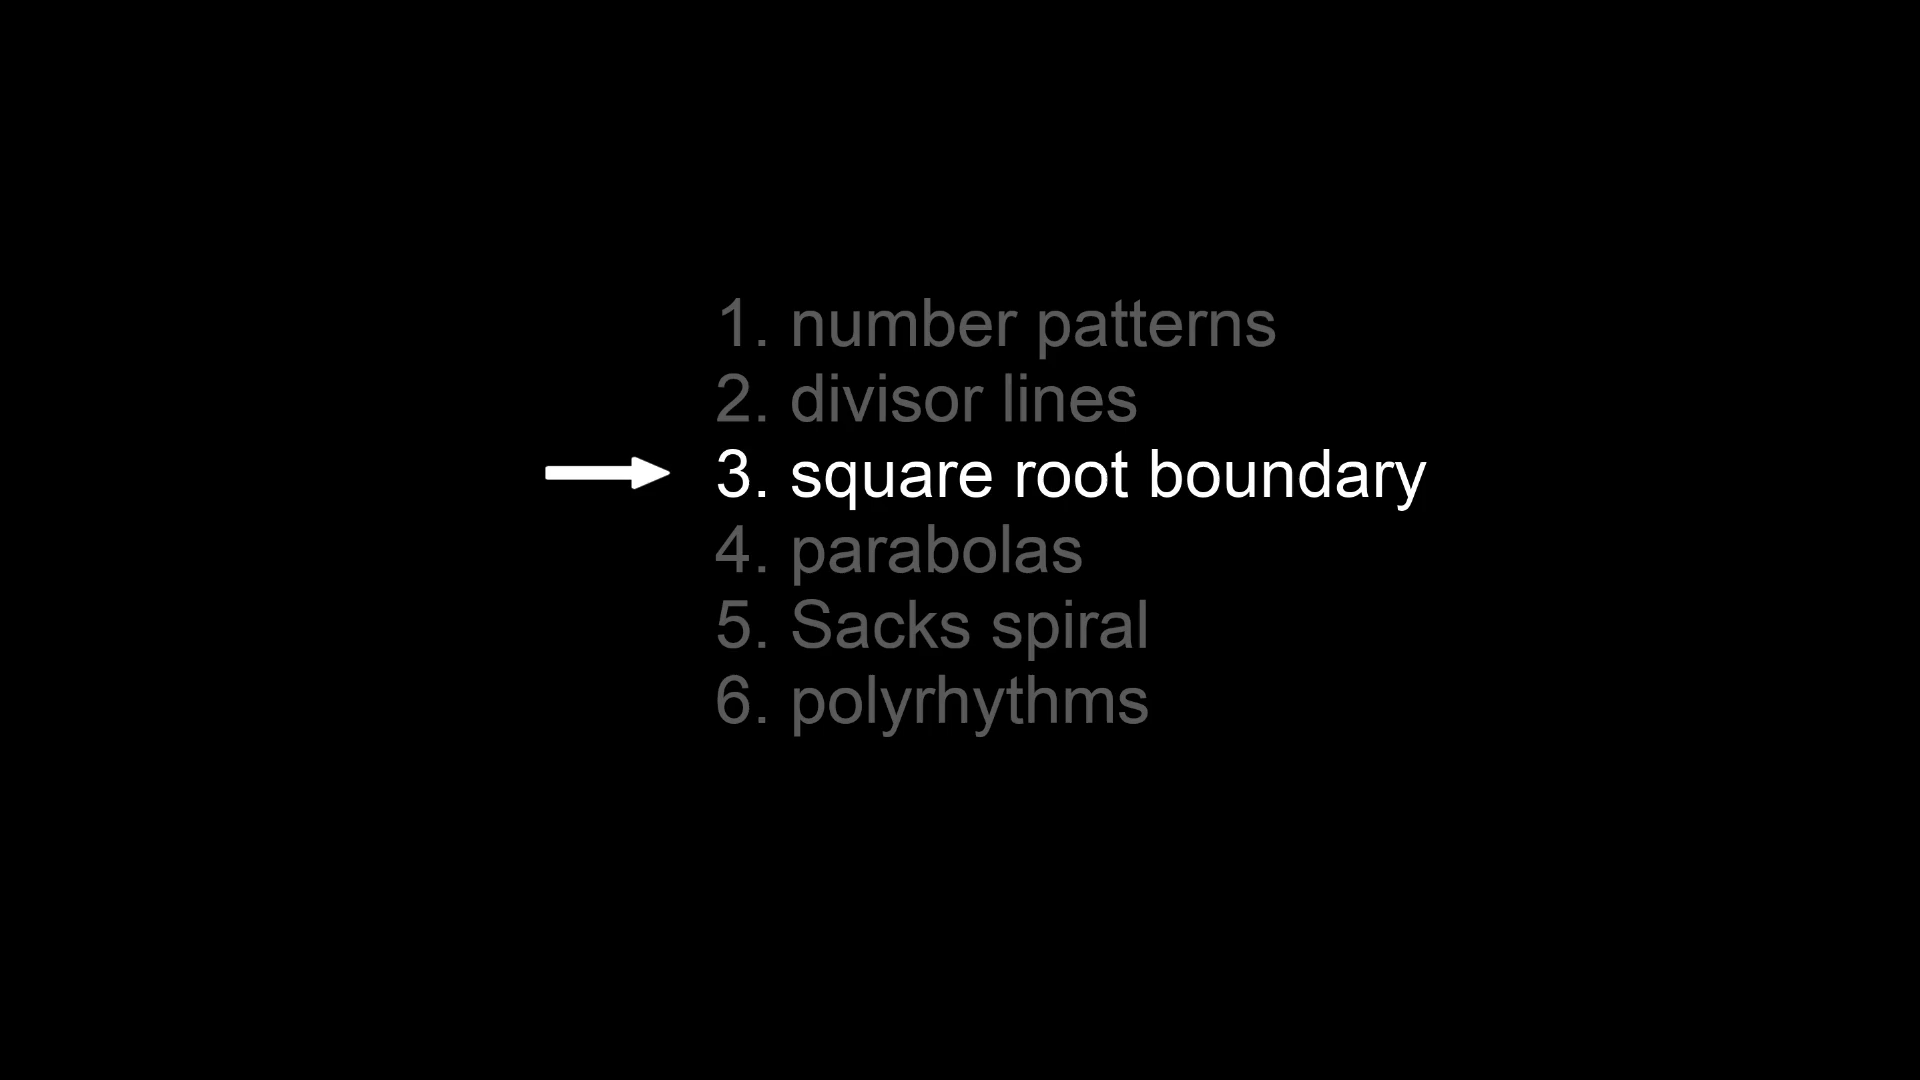 1. number patterns
2. divisor lines
3. square root boundary
4. parabolas
5. Sacks spiral
6. polyrhythms